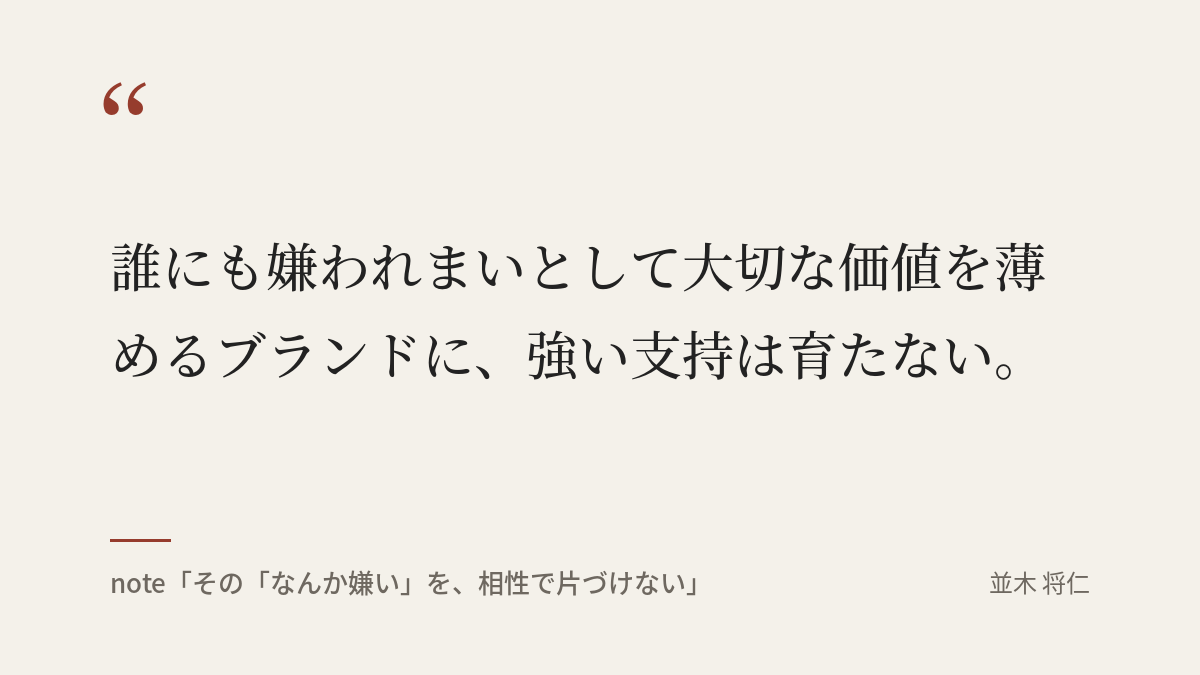 “
誰にも嫌われまいとして大切な価値を薄
めるブランドに、強い支持は育たない。
note「その「なんか嫌い」を、相性で片づけない」
並木 将仁